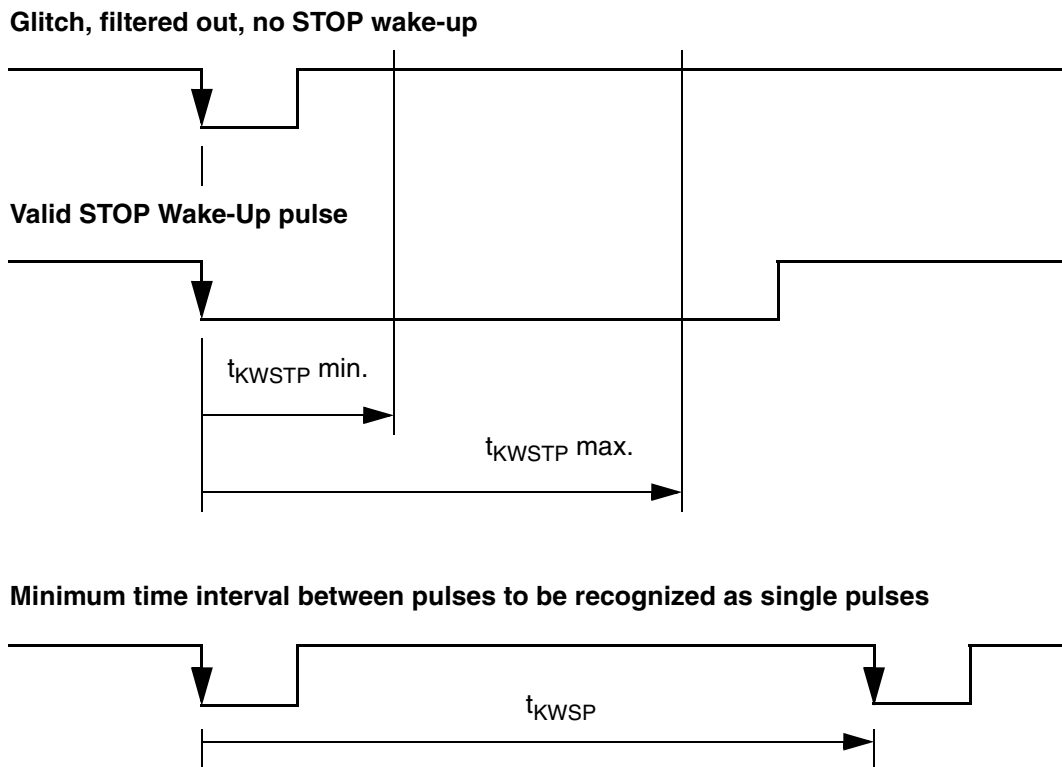 Glitch, filtered out, no STOP wake-up
Valid STOP Wake-Up pulse
tKWSTP min.
tKWSTP max.
Minimum time interval between pulses to be recognized as single pulses
tKWSP